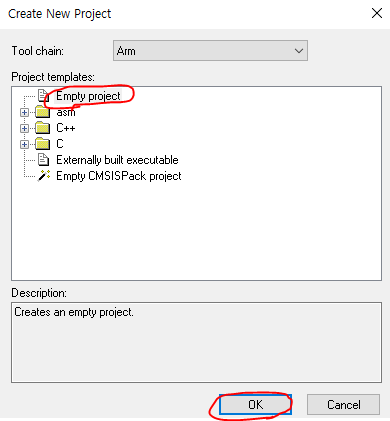 Create New Project
Tool chain:
Arm
Project templates:
Empty project
asm
C++
C
Externally built executable
Empty CMSISPack project
Description:
Creates an empty project.
OK
Cancel